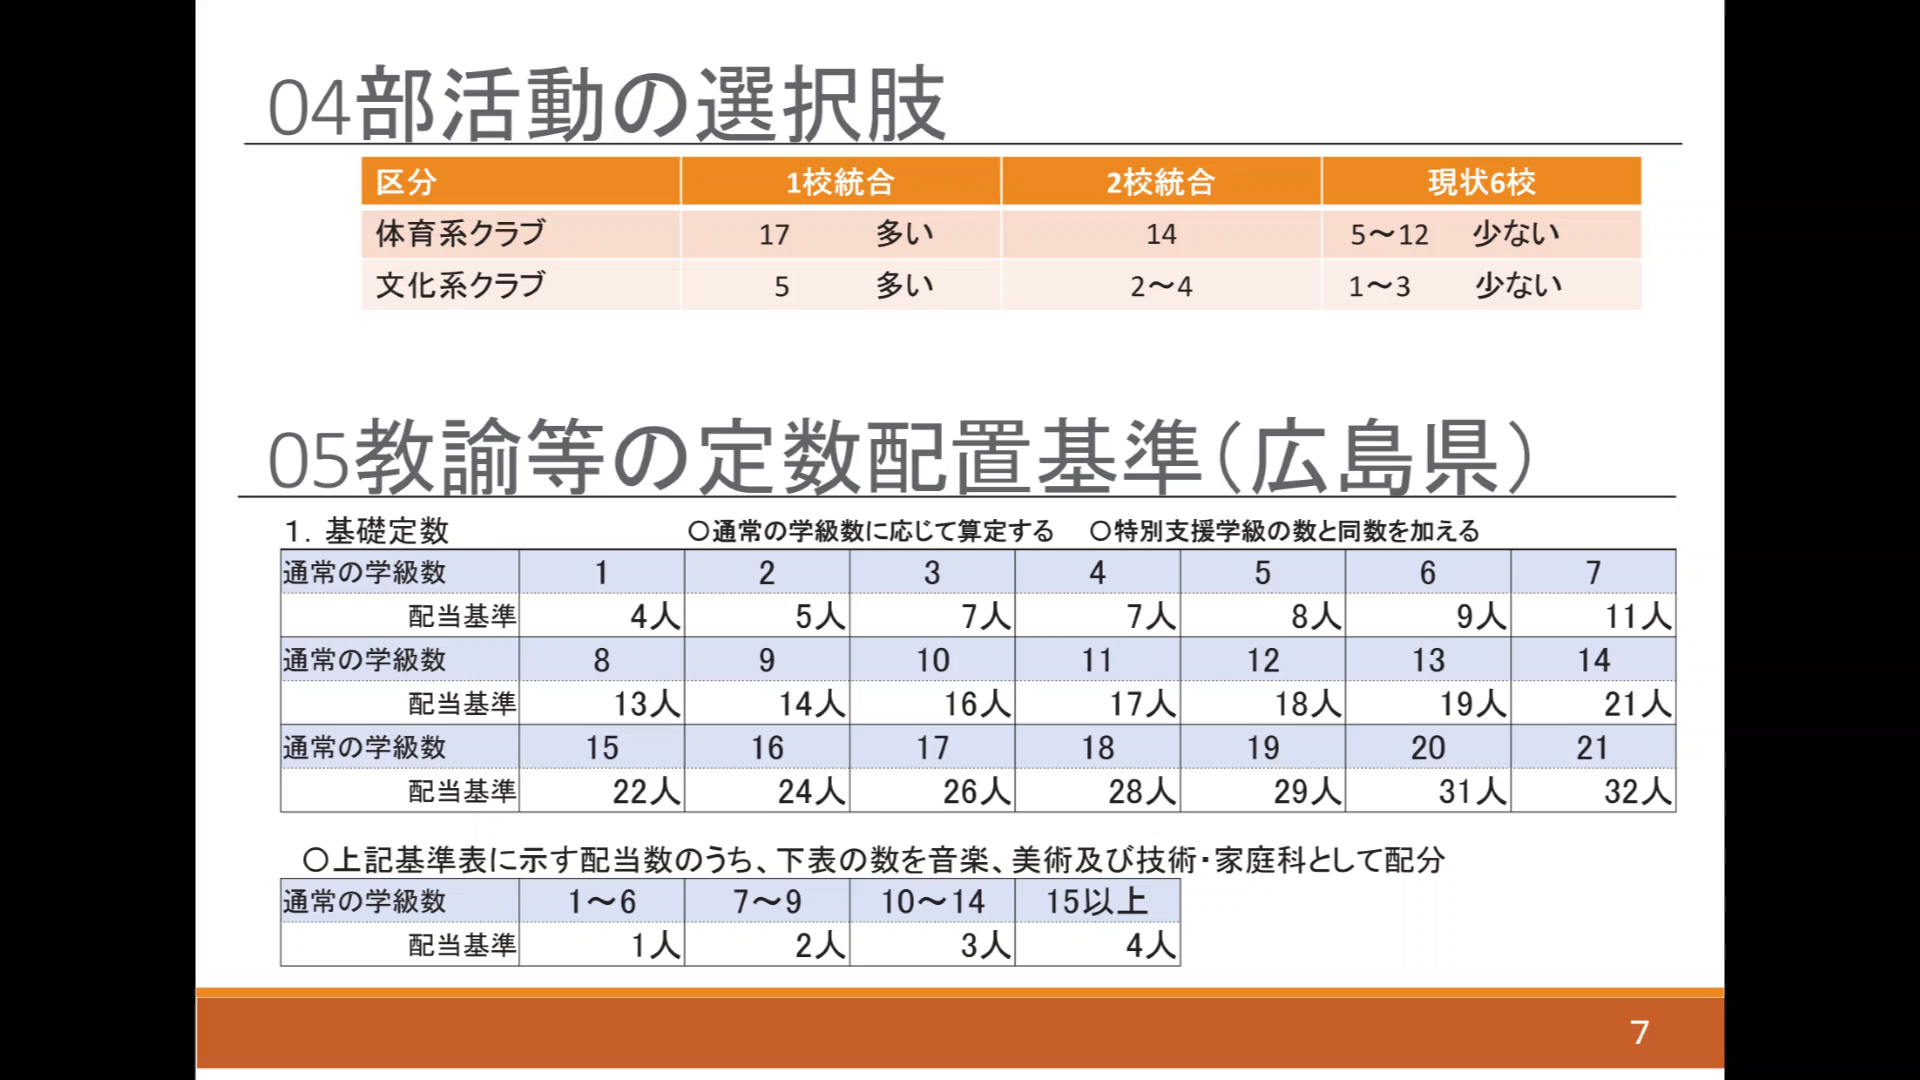 04部活動の選択肢
区分 1校統合 2校統合 現状6校
体育系クラブ 17 多い 14 5～12 少ない
文化系クラブ 5 多い 2～4 1～3 少ない
05教諭等の定数配置基準（広島県）
１．基礎定数 ○通常の学級数に応じて算定する ○特別支援学級の数と同数を加える
通常の学級数 1 2 3 4 5 6 7
配当基準 4人 5人 7人 7人 8人 9人 11人
通常の学級数 8 9 10 11 12 13 14
配当基準 13人 14人 16人 17人 18人 19人 21人
通常の学級数 15 16 17 18 19 20 21
配当基準 22人 24人 26人 28人 29人 31人 32人
○上記基準表に示す配当数のうち、下表の数を音楽、美術及び技術・家庭科として配分
通常の学級数 1～6 7～9 10～14 15以上
配当基準 1人 2人 3人 4人
7